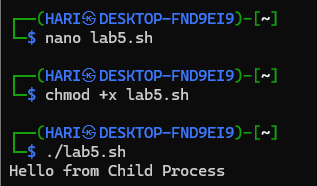 ┌──(HARI㉿DESKTOP-FND9EI9)-[~]
└─$ nano lab5.sh
┌──(HARI㉿DESKTOP-FND9EI9)-[~]
└─$ chmod +x lab5.sh
┌──(HARI㉿DESKTOP-FND9EI9)-[~]
└─$ ./lab5.sh
Hello from Child Process